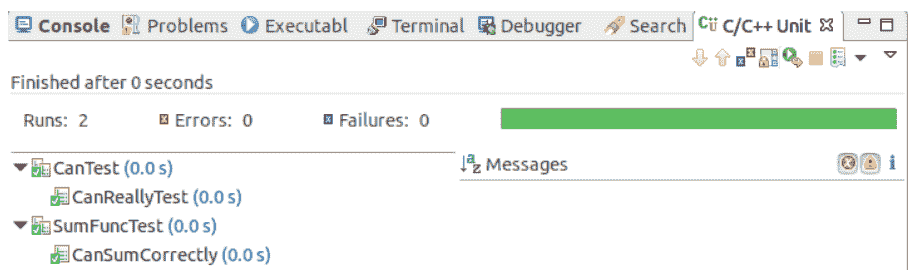 Console Problems Executabl Terminal Debugger Search C/C++ Unit
Finished after 0 seconds
Runs: 2 Errors: 0 Failures: 0
CanTest (0.0 s)
Messages
CanReallyTest (0.0 s)
SumFuncTest (0.0 s)
CanSumCorrectly (0.0 s)